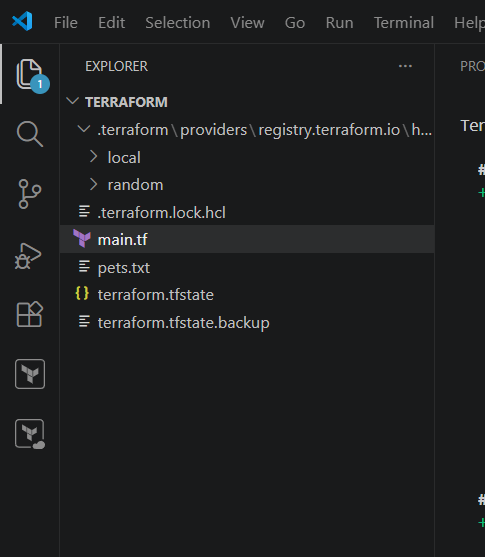 File Edit Selection View Go Run Terminal Help
EXPLORER ...
PRO
1
TERRAFORM
.terraform\providers\registry.terraform.io\h...
local
random
.terraform.lock.hcl
main.tf
pets.txt
{} terraform.tfstate
terraform.tfstate.backup
Ter
#
+
#
+